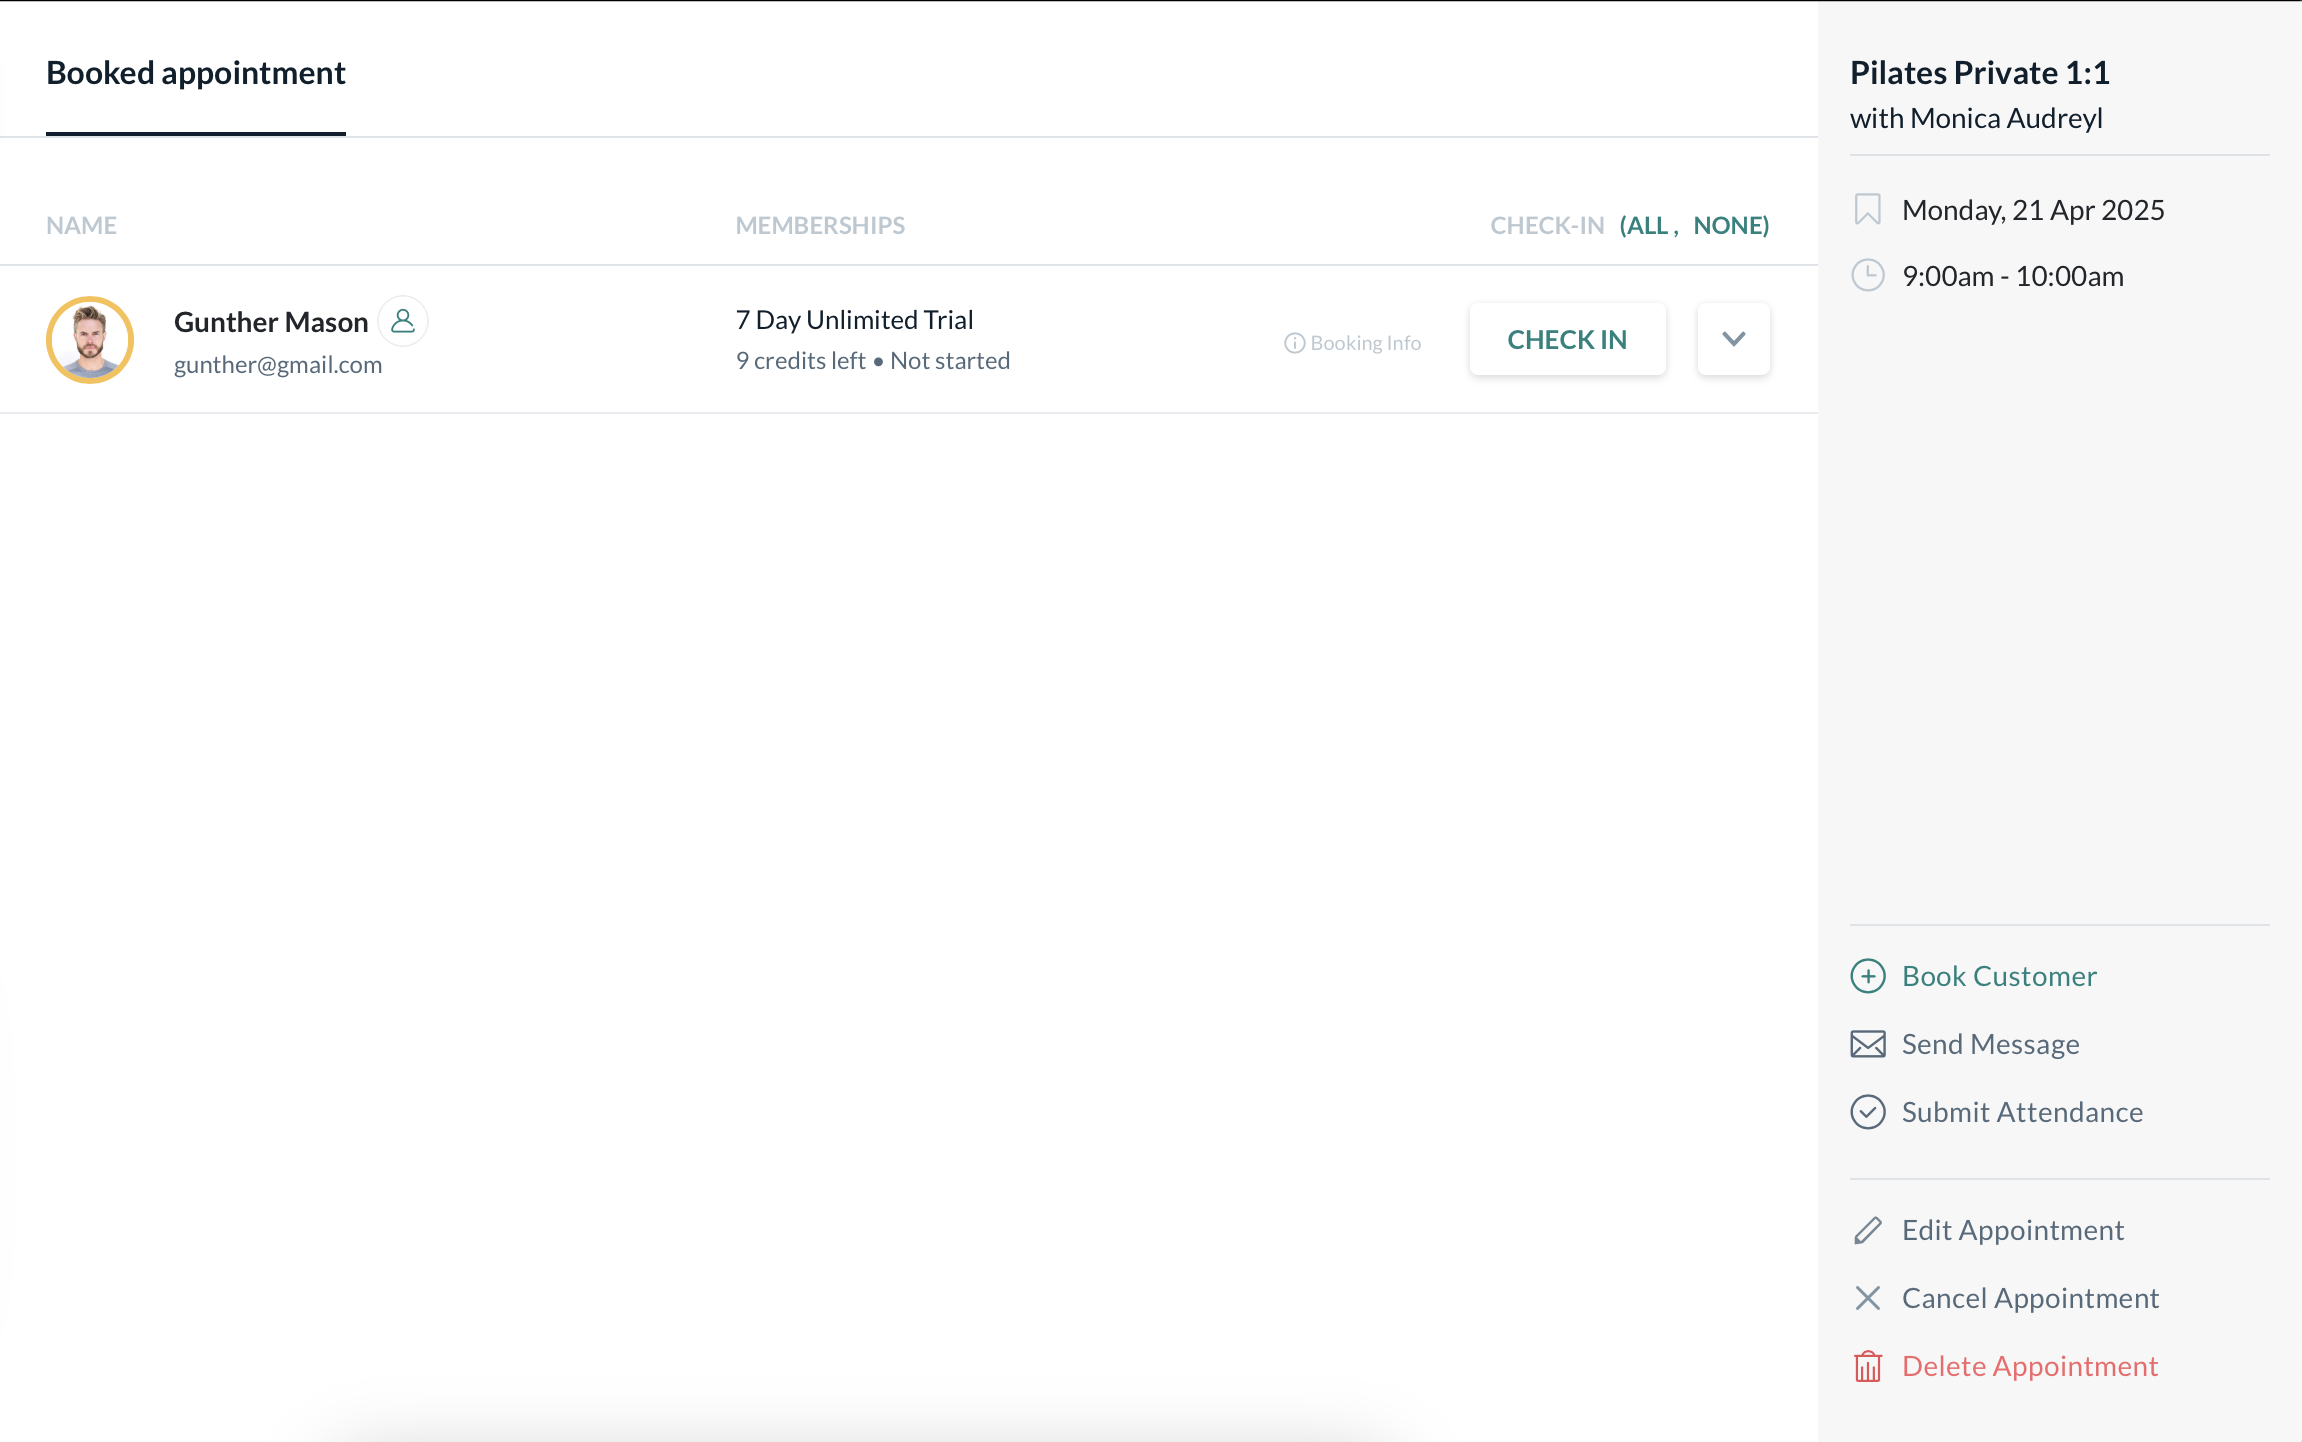 Booked appointment
NAME
MEMBERSHIPS
CHECK-IN (ALL , NONE)
Gunther Mason
gunther@gmail.com
7 Day Unlimited Trial
9 credits left • Not started
Booking Info
CHECK IN
Pilates Private 1:1
with Monica Audreyl
Monday, 21 Apr 2025
9:00am - 10:00am
Book Customer
Send Message
Submit Attendance
Edit Appointment
Cancel Appointment
Delete Appointment